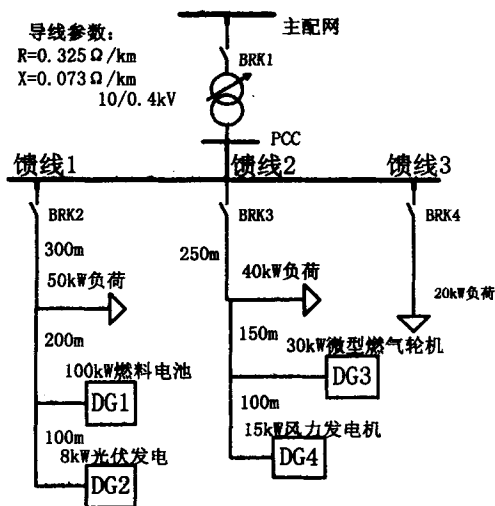 主配网
导线参数：
R=0.325Ω/km
X=0.073Ω/km
10/0.4kV
BRK1
PCC
馈线1
馈线2
馈线3
BRK2
BRK3
BRK4
300m
250m
50kW负荷
40kW负荷
20kW负荷
200m
150m
100kW燃料电池
30kW微型燃气轮机
DG1
DG3
100m
100m
8kW光伏发电
15kW风力发电机
DG2
DG4